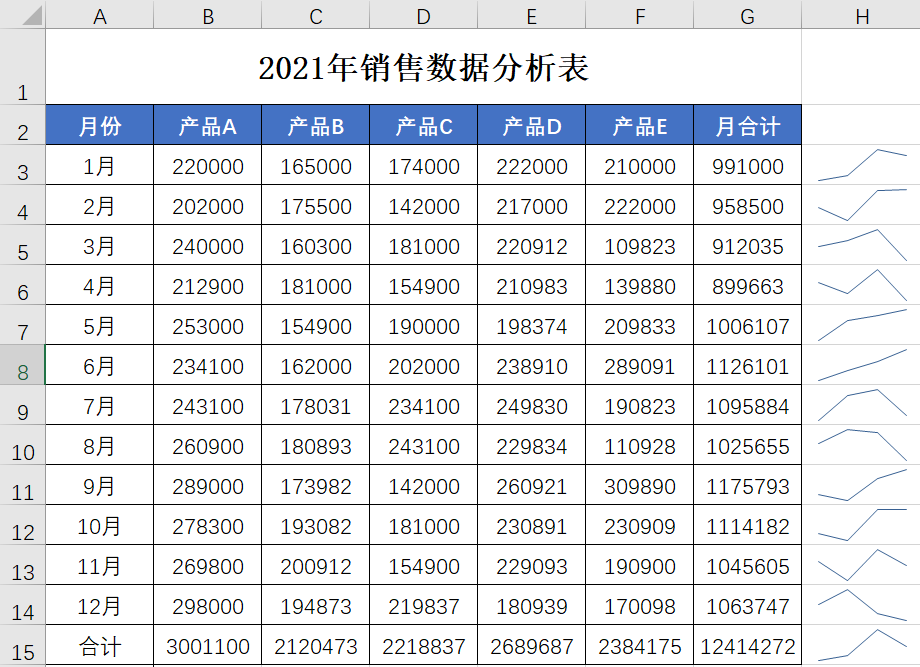 A B C D E F G H
1 2021年销售数据分析表
2 月份 产品A 产品B 产品C 产品D 产品E 月合计
3 1月 220000 165000 174000 222000 210000 991000
4 2月 202000 175500 142000 217000 222000 958500
5 3月 240000 160300 181000 220912 109823 912035
6 4月 212900 181000 154900 210983 139880 899663
7 5月 253000 154900 190000 198374 209833 1006107
8 6月 234100 162000 202000 238910 289091 1126101
9 7月 243100 178031 234100 249830 190823 1095884
10 8月 260900 180893 243100 229834 110928 1025655
11 9月 289000 173982 142000 260921 309890 1175793
12 10月 278300 193082 181000 230891 230909 1114182
13 11月 269800 200912 154900 229093 190900 1045605
14 12月 298000 194873 219837 180939 170098 1063747
15 合计 3001100 2120473 2218837 2689687 2384175 12414272